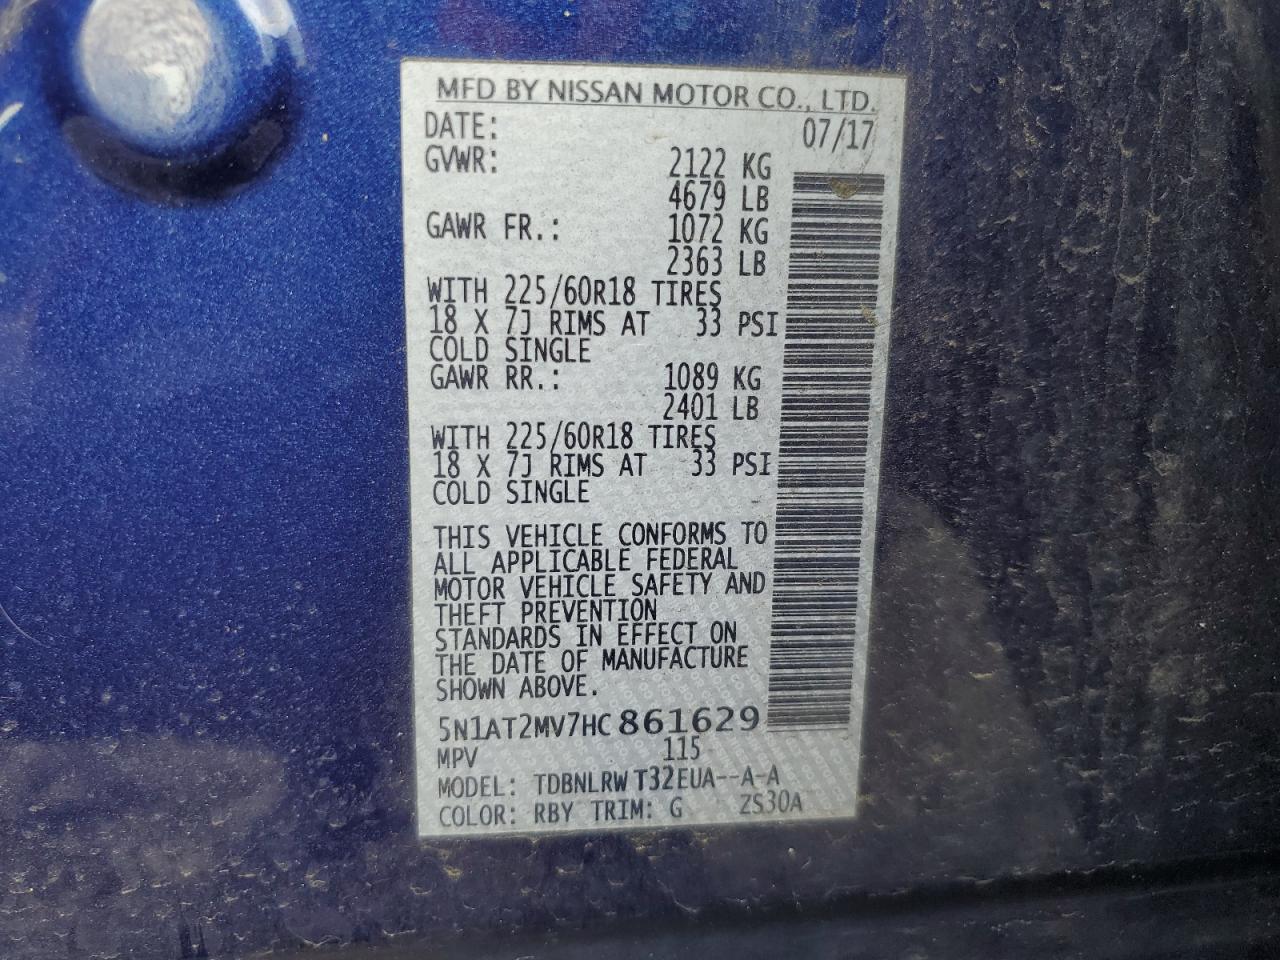 MFD BY NISSAN MOTOR CO., LTD.
DATE: 07/17
GVWR: 2122 KG
4679 LB
GAWR FR.: 1072 KG
2363 LB
WITH 225/60R18 TIRES
18 X 7J RIMS AT 33 PSI
COLD SINGLE
GAWR RR.: 1089 KG
2401 LB
WITH 225/60R18 TIRES
18 X 7J RIMS AT 33 PSI
COLD SINGLE
THIS VEHICLE CONFORMS TO
ALL APPLICABLE FEDERAL
MOTOR VEHICLE SAFETY AND
THEFT PREVENTION
STANDARDS IN EFFECT ON
THE DATE OF MANUFACTURE
SHOWN ABOVE.
5N1AT2MV7HC861629
MPV 115
MODEL: TDBNLRW T32EUA--A-A
COLOR: RBY TRIM: G ZS30A